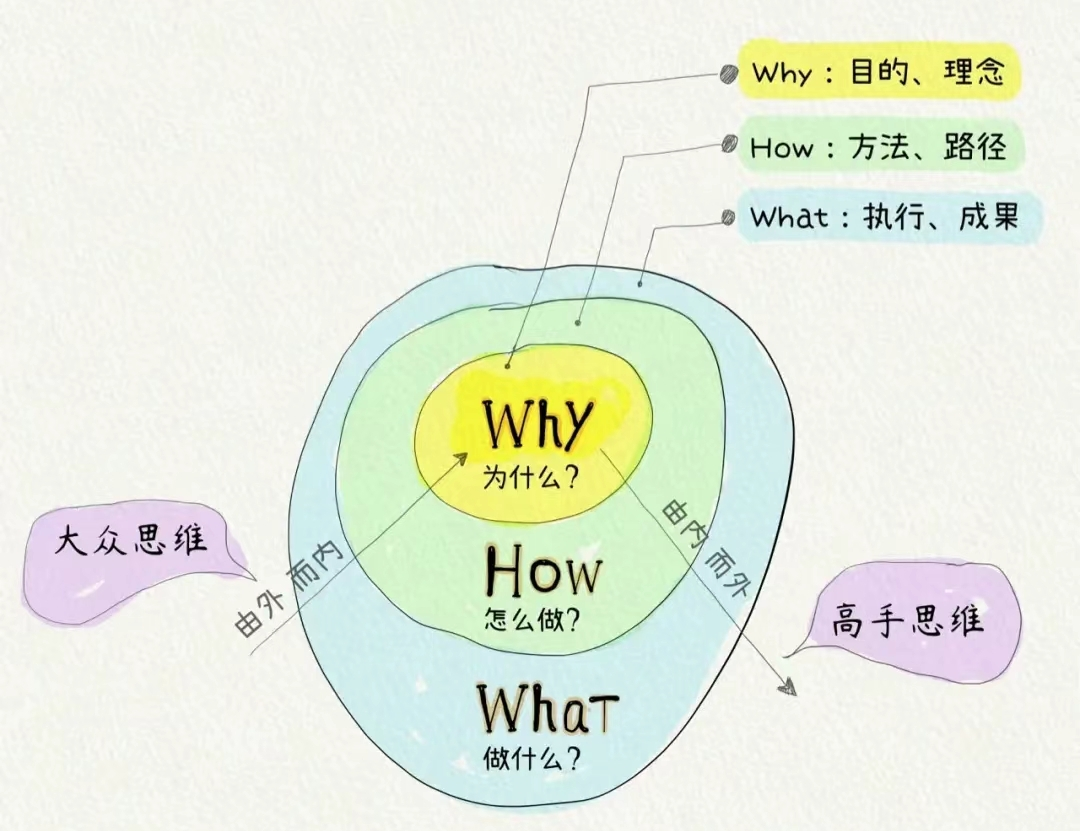 Why：目的、理念
How：方法、路径
What：执行、成果
Why
为什么？
大众思维
由外而内
由内而外
How
怎么做？
高手思维
What
做什么？